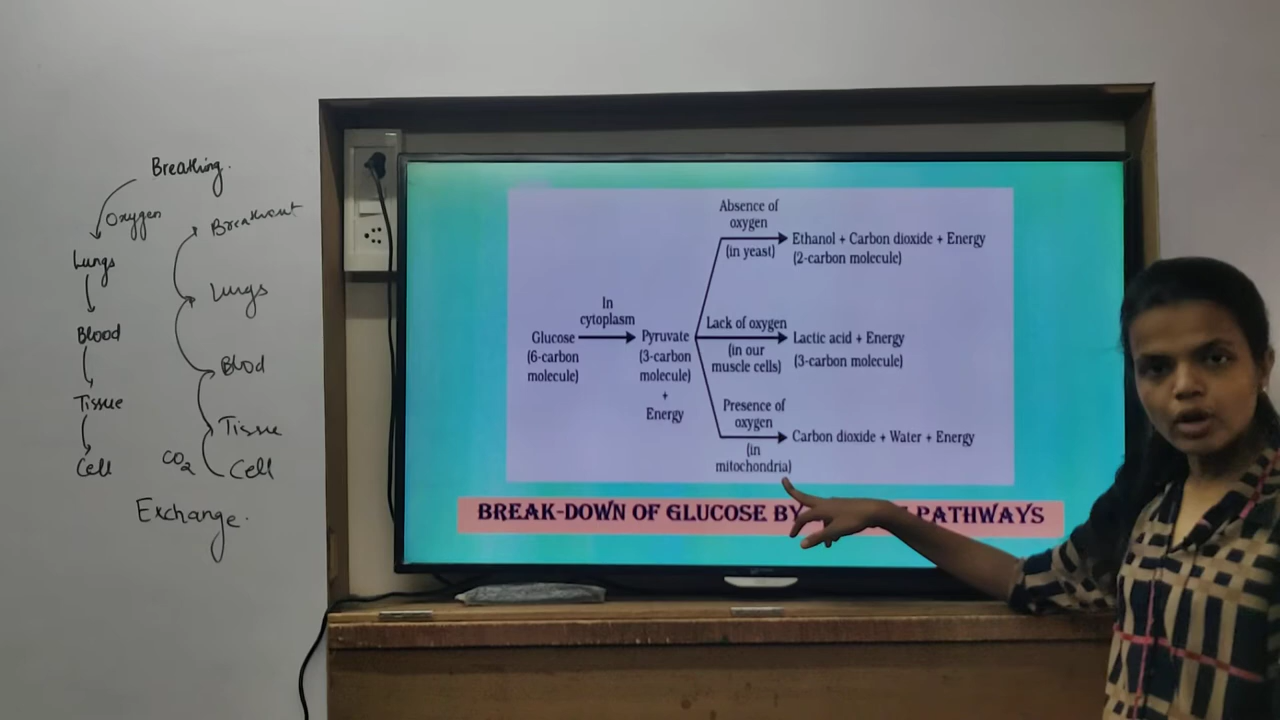 Breathing.
Oxygen
Lungs
Blood
Tissue
Cell
Breathout
Lungs
Blood
Tissue
CO2 Cell
Exchange.
Absence of
oxygen
(in yeast)
Ethanol + Carbon dioxide + Energy
(2-carbon molecule)
In
cytoplasm
Glucose
(6-carbon
molecule)
Pyruvate
(3-carbon
molecule)
+
Energy
Lack of oxygen
(in our
muscle cells)
Lactic acid + Energy
(3-carbon molecule)
Presence of
oxygen
(in
mitochondria)
Carbon dioxide + Water + Energy
BREAK-DOWN OF GLUCOSE BY PATHWAYS